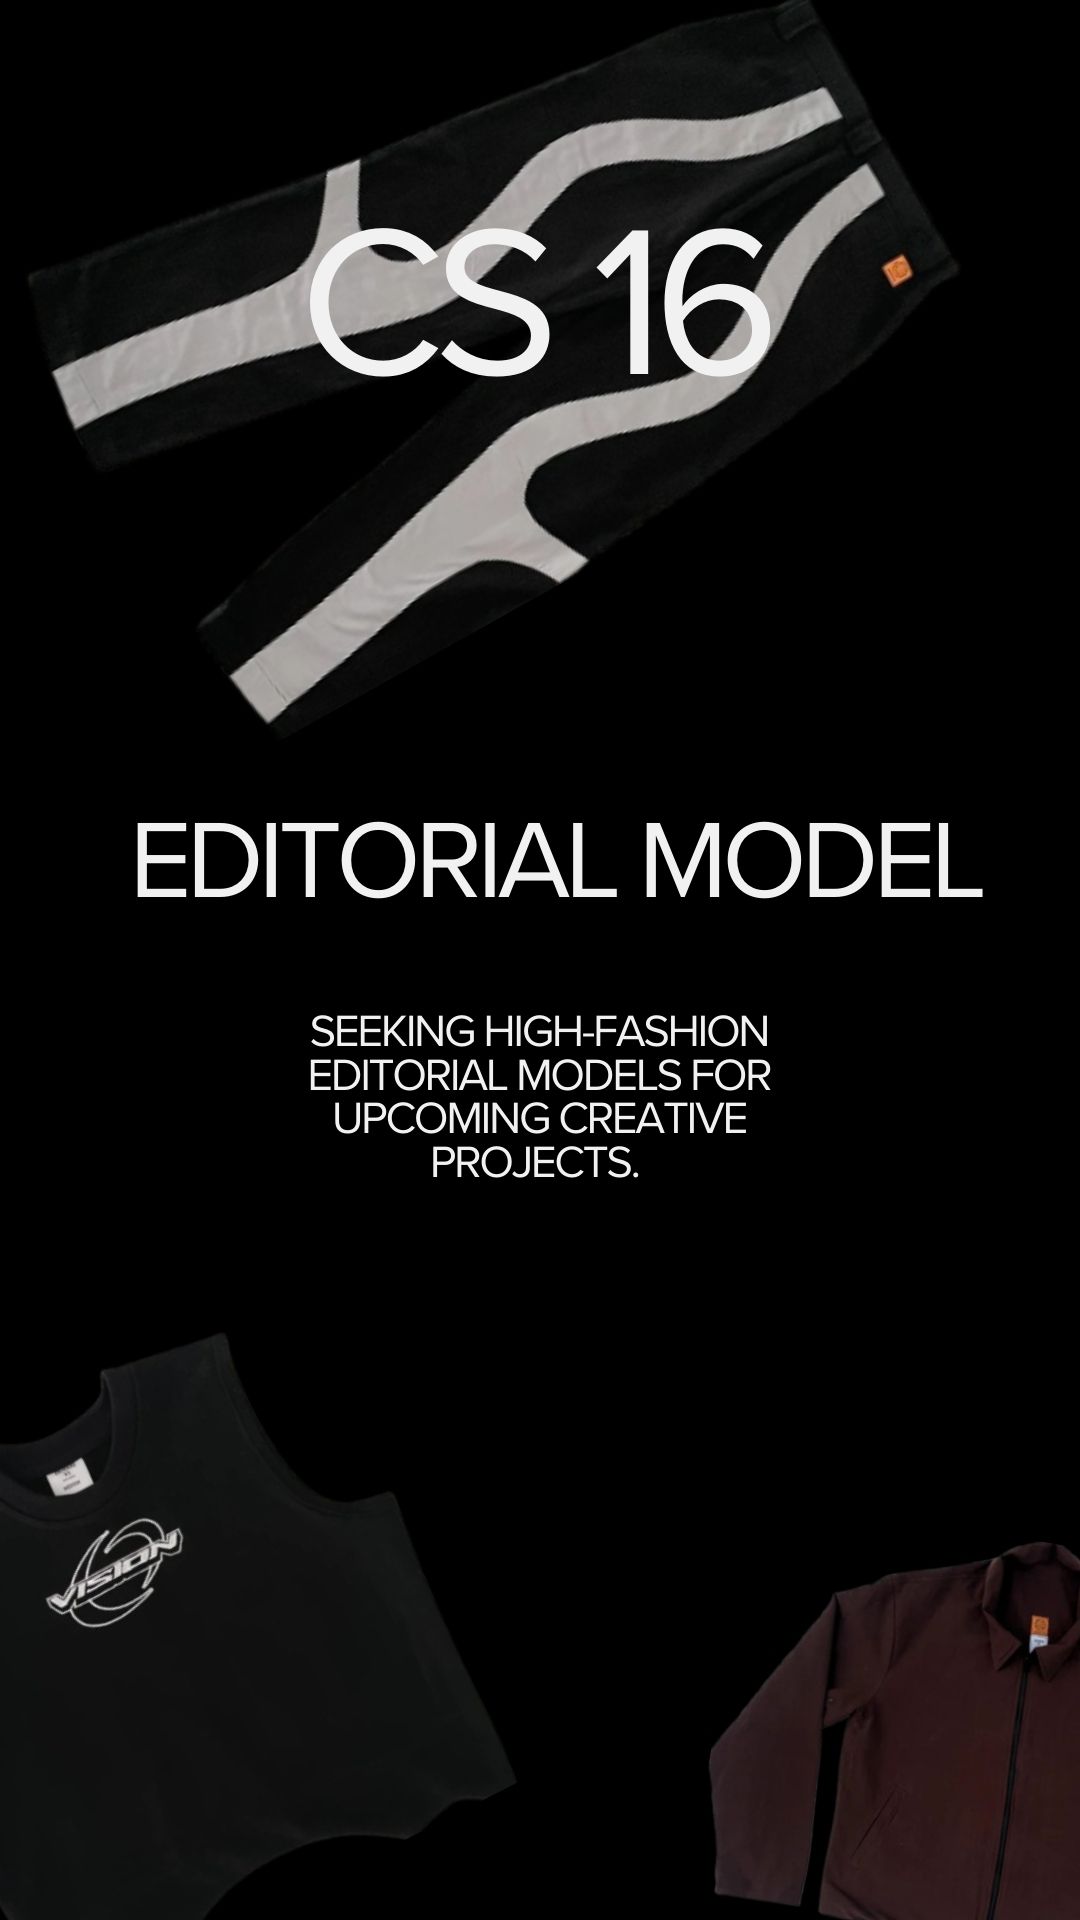 CS 16
EDITORIAL MODEL
SEEKING HIGH-FASHION
EDITORIAL MODELS FOR
UPCOMING CREATIVE
PROJECTS.
VISION